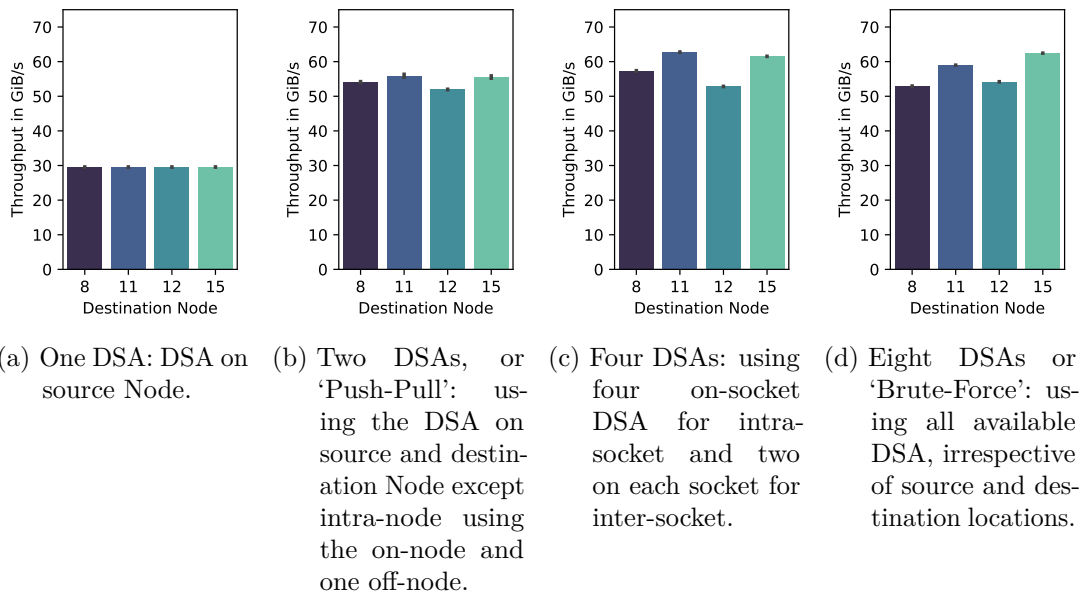 70
60
50
40
30
20
10
0
Throughput in GiB/s
8 11 12 15
Destination Node
70
60
50
40
30
20
10
0
Throughput in GiB/s
8 11 12 15
Destination Node
70
60
50
40
30
20
10
0
Throughput in GiB/s
8 11 12 15
Destination Node
70
60
50
40
30
20
10
0
Throughput in GiB/s
8 11 12 15
Destination Node
a) One DSA: DSA on
source Node.
(b) Two DSAs, or
‘Push-Pull’: us-
ing the DSA on
source and destin-
ation Node except
intra-node using
the on-node and
one off-node.
(c) Four DSAs: using
four on-socket
DSA for intra-
socket and two
on each socket for
inter-socket.
(d) Eight DSAs or
‘Brute-Force’: us-
ing all available
DSA, irrespective
of source and des-
tination locations.